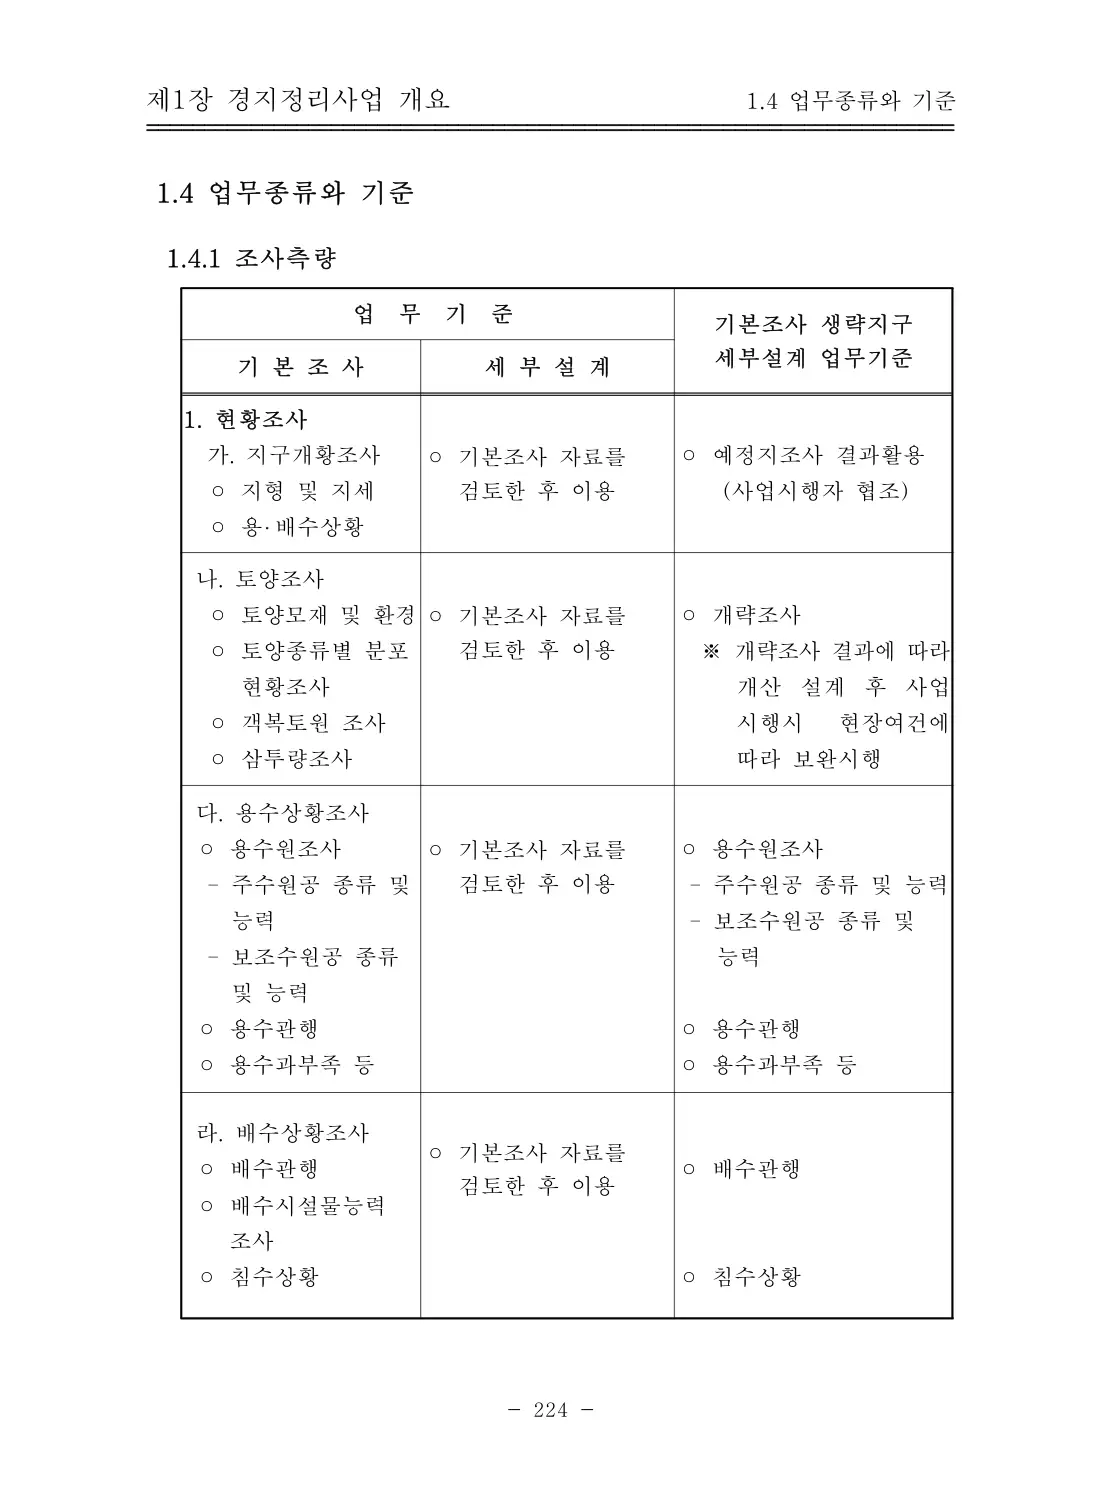 제1장 경지정리사업 개요
1.4 업무종류와 기준
1.4 업무종류와 기준
1.4.1 조사측량
업 무 기 준
기본조사 생략지구
세부설계 업무기준
기 본 조 사
세 부 설 계
1. 현황조사
가. 지구개황조사
○ 지형 및 지세
○ 용·배수상황
○ 기본조사 자료를
검토한 후 이용
○ 예정지조사 결과활용
(사업시행자 협조)
나. 토양조사
○ 토양모재 및 환경
○ 토양종류별 분포
현황조사
○ 객복토원 조사
○ 삼투량조사
○ 기본조사 자료를
검토한 후 이용
○ 개략조사
※ 개략조사 결과에 따라
개산 설계 후 사업
시행시 현장여건에
따라 보완시행
다. 용수상황조사
○ 용수원조사
- 주수원공 종류 및
능력
- 보조수원공 종류
및 능력
○ 용수관행
○ 용수과부족 등
○ 기본조사 자료를
검토한 후 이용
○ 용수원조사
- 주수원공 종류 및 능력
- 보조수원공 종류 및
능력
○ 용수관행
○ 용수과부족 등
라. 배수상황조사
○ 배수관행
○ 배수시설물능력
조사
○ 침수상황
○ 기본조사 자료를
검토한 후 이용
○ 배수관행
○ 침수상황
- 224 -